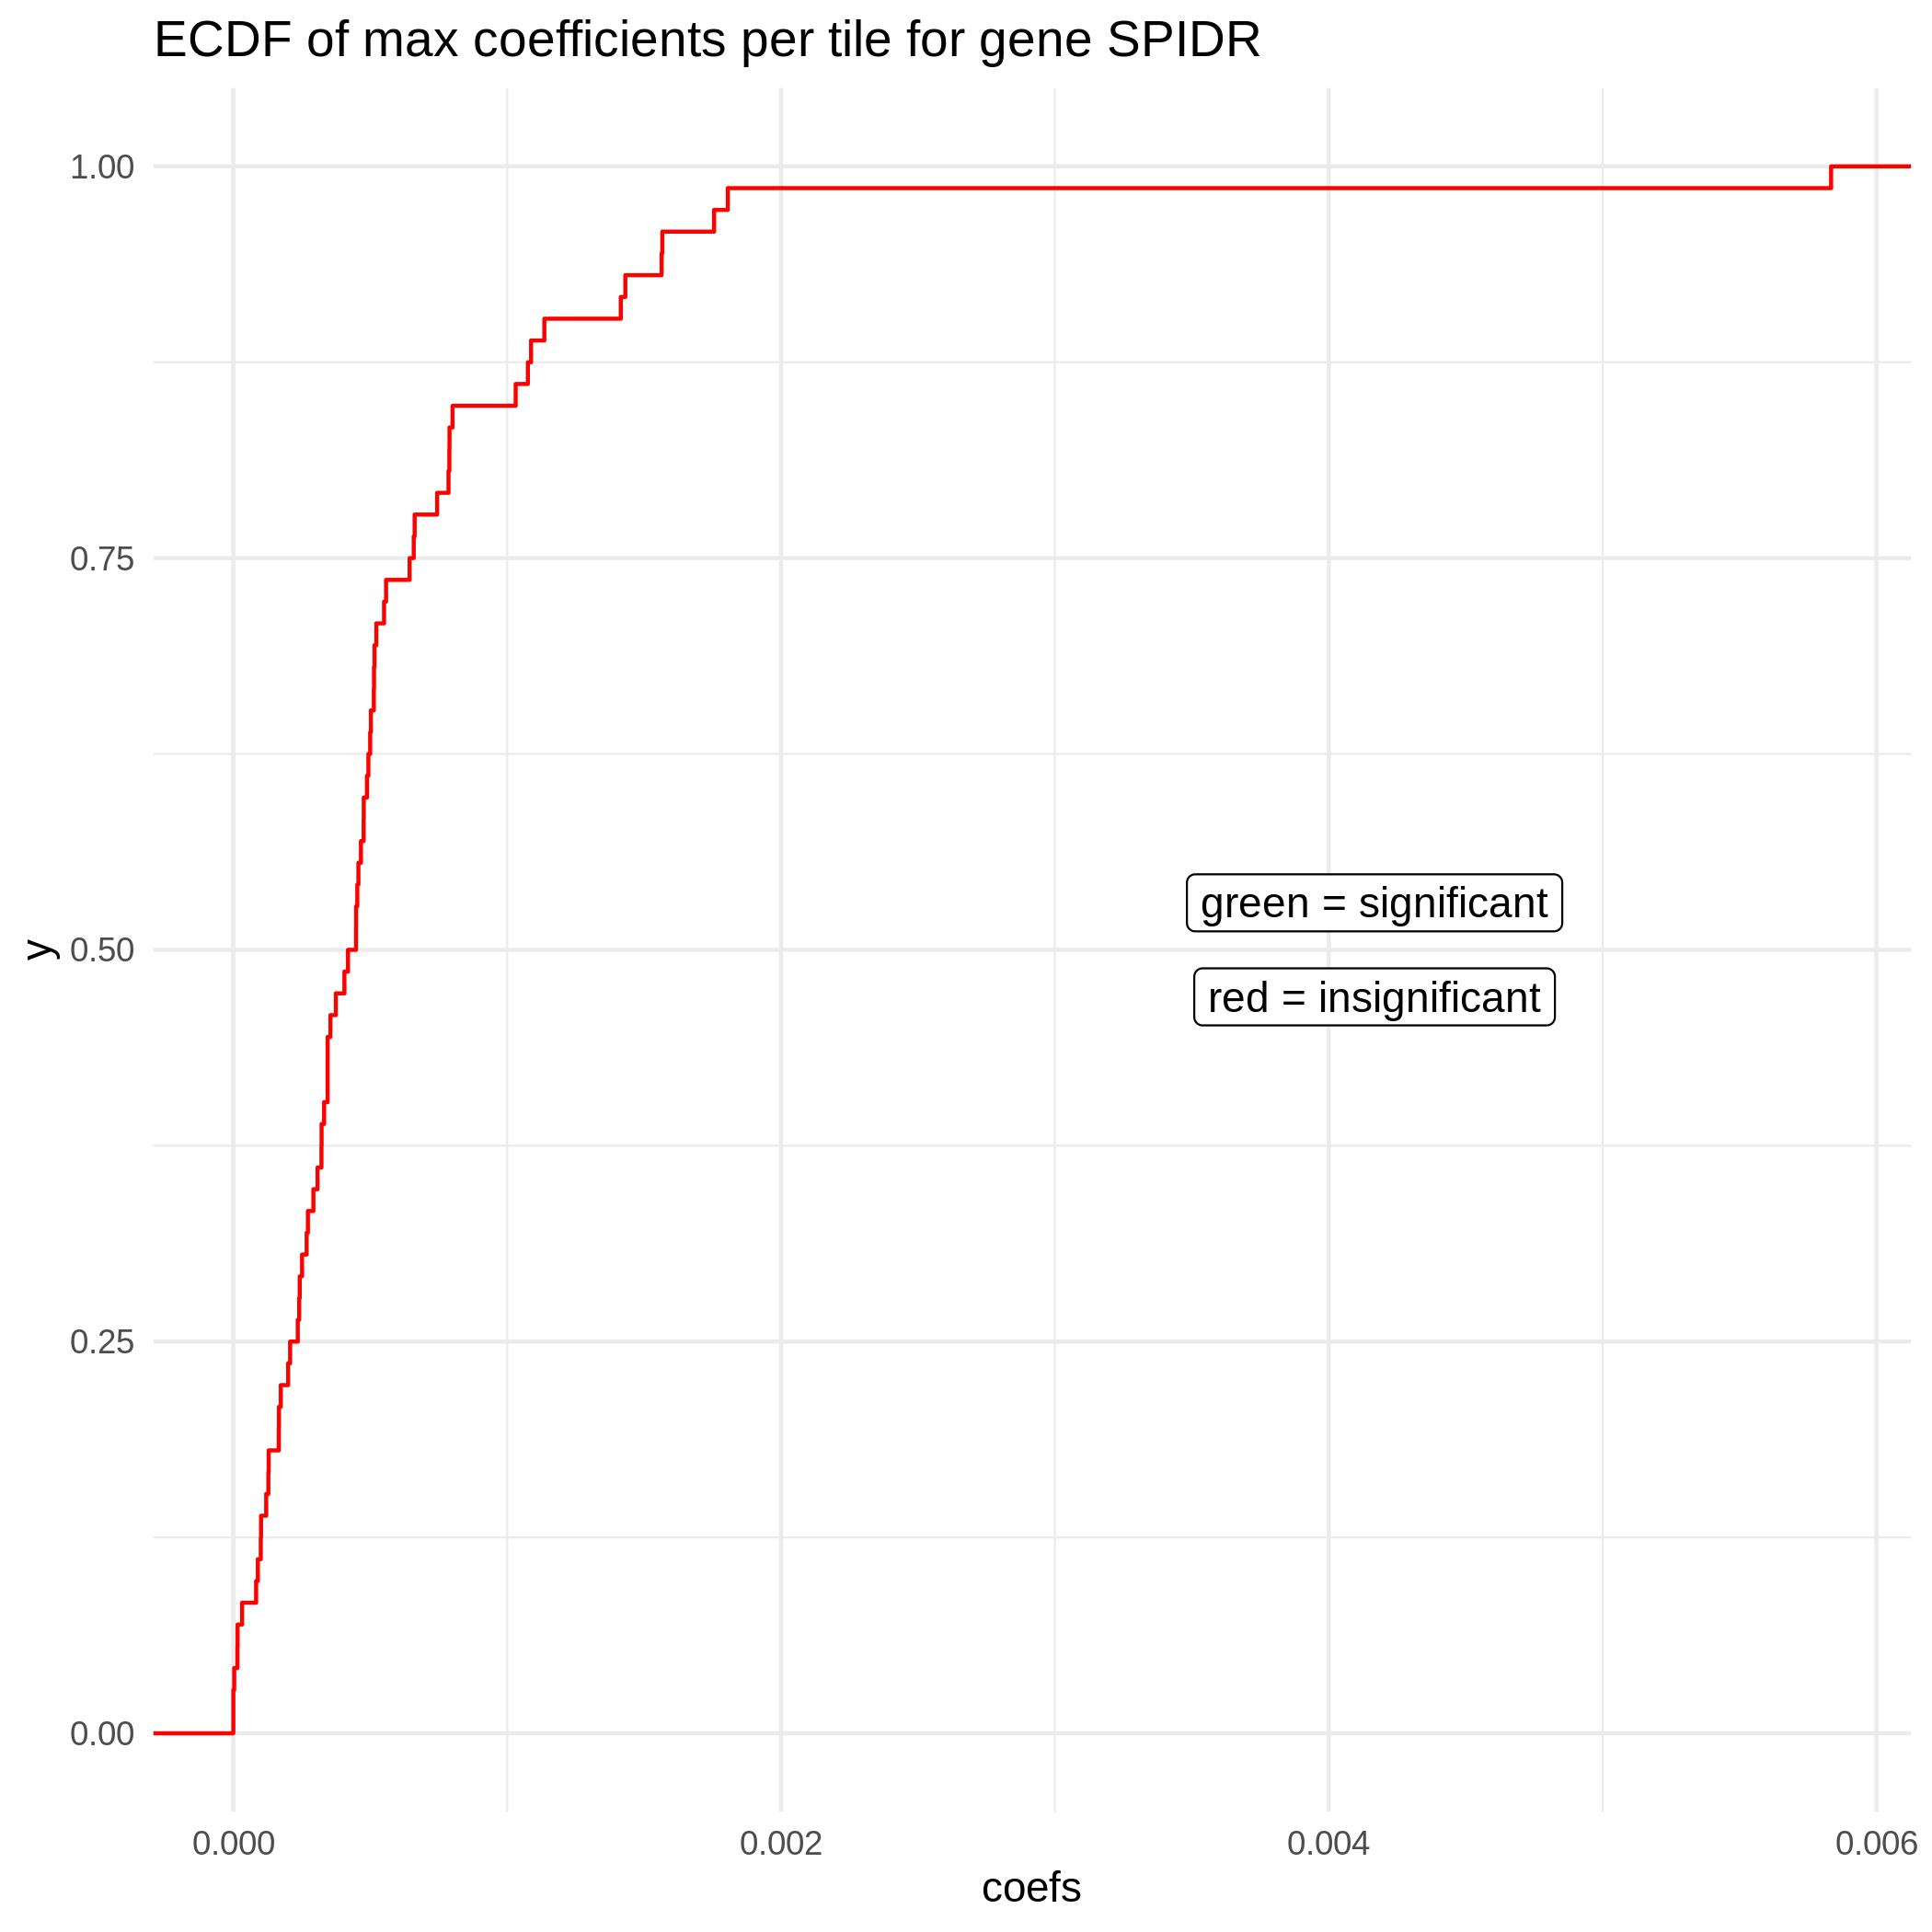 ECDF of max coefficients per tile for gene SPIDR
1.00
0.75
0.50
0.25
0.00
y
green = significant
red = insignificant
0.000
0.002
0.004
0.006
coefs